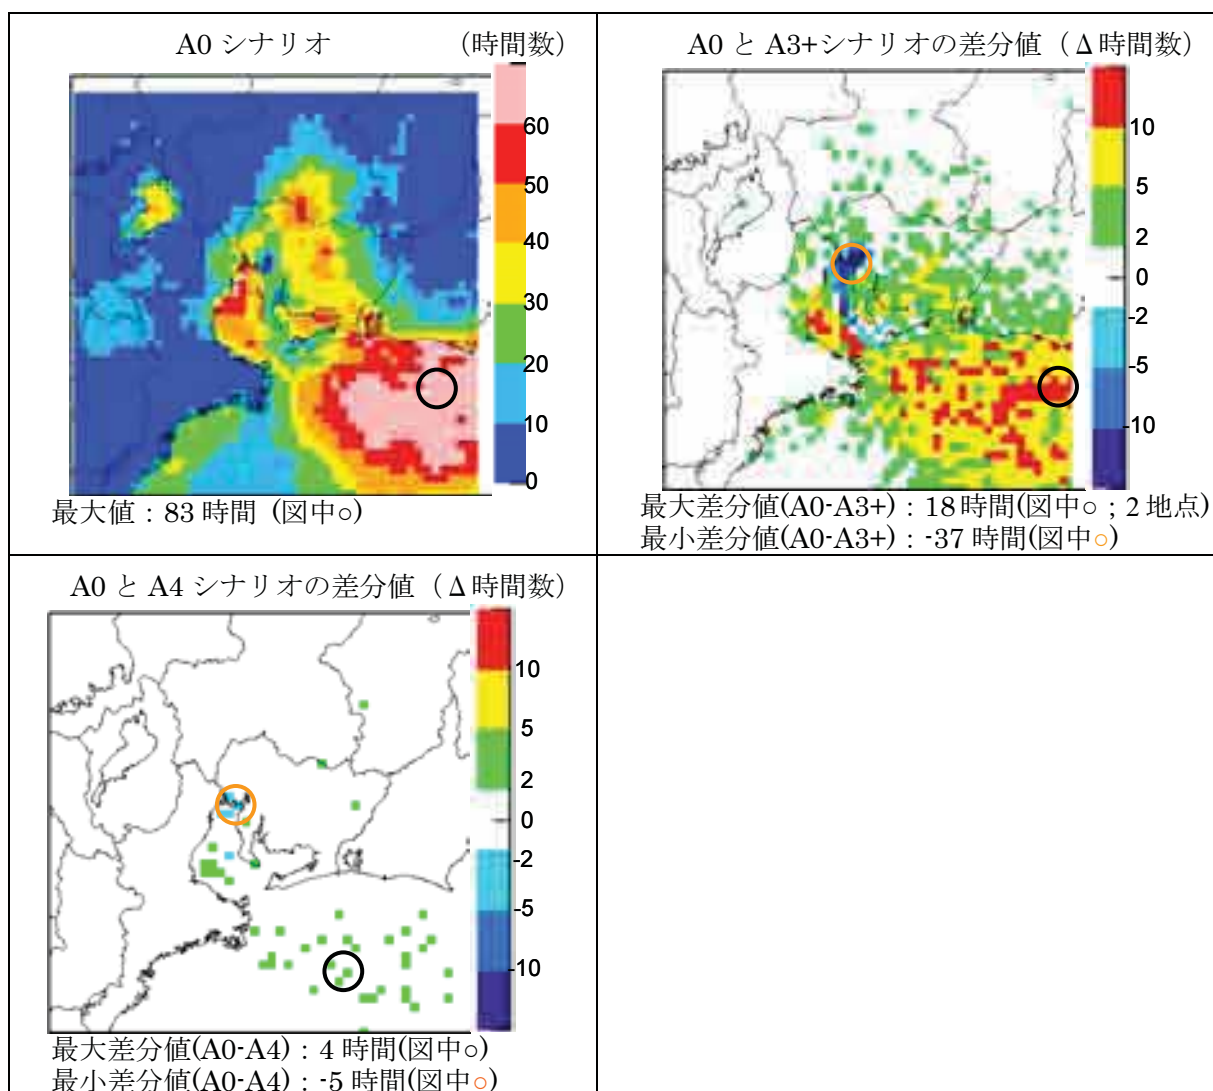 A0 シナリオ (時間数)
60
50
40
30
20
10
0
最大値：83 時間 (図中○)
A0 と A3+シナリオの差分値（Δ時間数）
10
5
2
0
-2
-5
-10
最大差分値(A0-A3+)：18 時間(図中○；2 地点)
最小差分値(A0-A3+)：-37 時間(図中○)
A0 と A4 シナリオの差分値（Δ時間数）
10
5
2
0
-2
-5
-10
最大差分値(A0-A4)：4 時間(図中○)
最小差分値(A0-A4)：-5 時間(図中○)